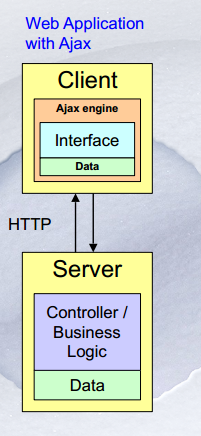 Web Application
with Ajax
Client
Ajax engine
Interface
Data
HTTP
Server
Controller /
Business
Logic
Data